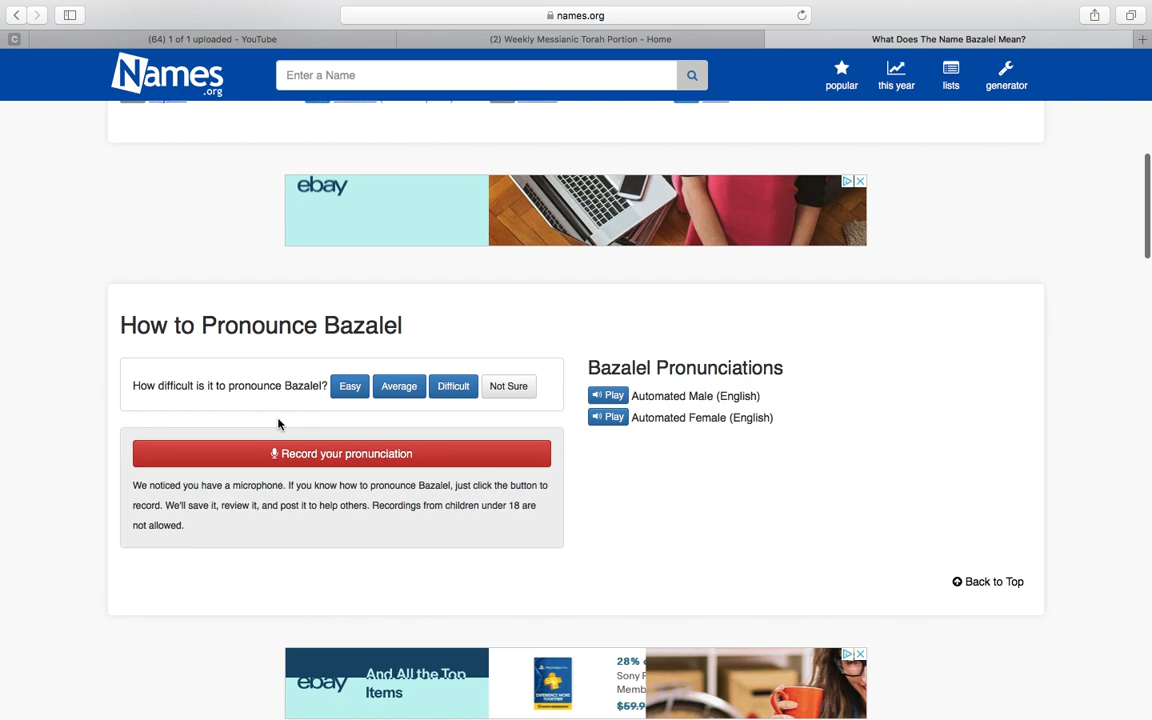 names.org
C
(64) 1 of 1 uploaded - YouTube
(2) Weekly Messianic Torah Portion - Home
What Does The Name Bazalel Mean?
Names
.org
Enter a Name
popular
this year
lists
generator
ebay
How to Pronounce Bazalel
How difficult is it to pronounce Bazalel? Easy Average Difficult Not Sure
Record your pronunciation
We noticed you have a microphone. If you know how to pronounce Bazalel, just click the button to
record. We'll save it, review it, and post it to help others. Recordings from children under 18 are
not allowed.
Bazalel Pronunciations
Play Automated Male (English)
Play Automated Female (English)
Back to Top
ebay
And All the Top
Items
28%
Sony
Memb
$59.9